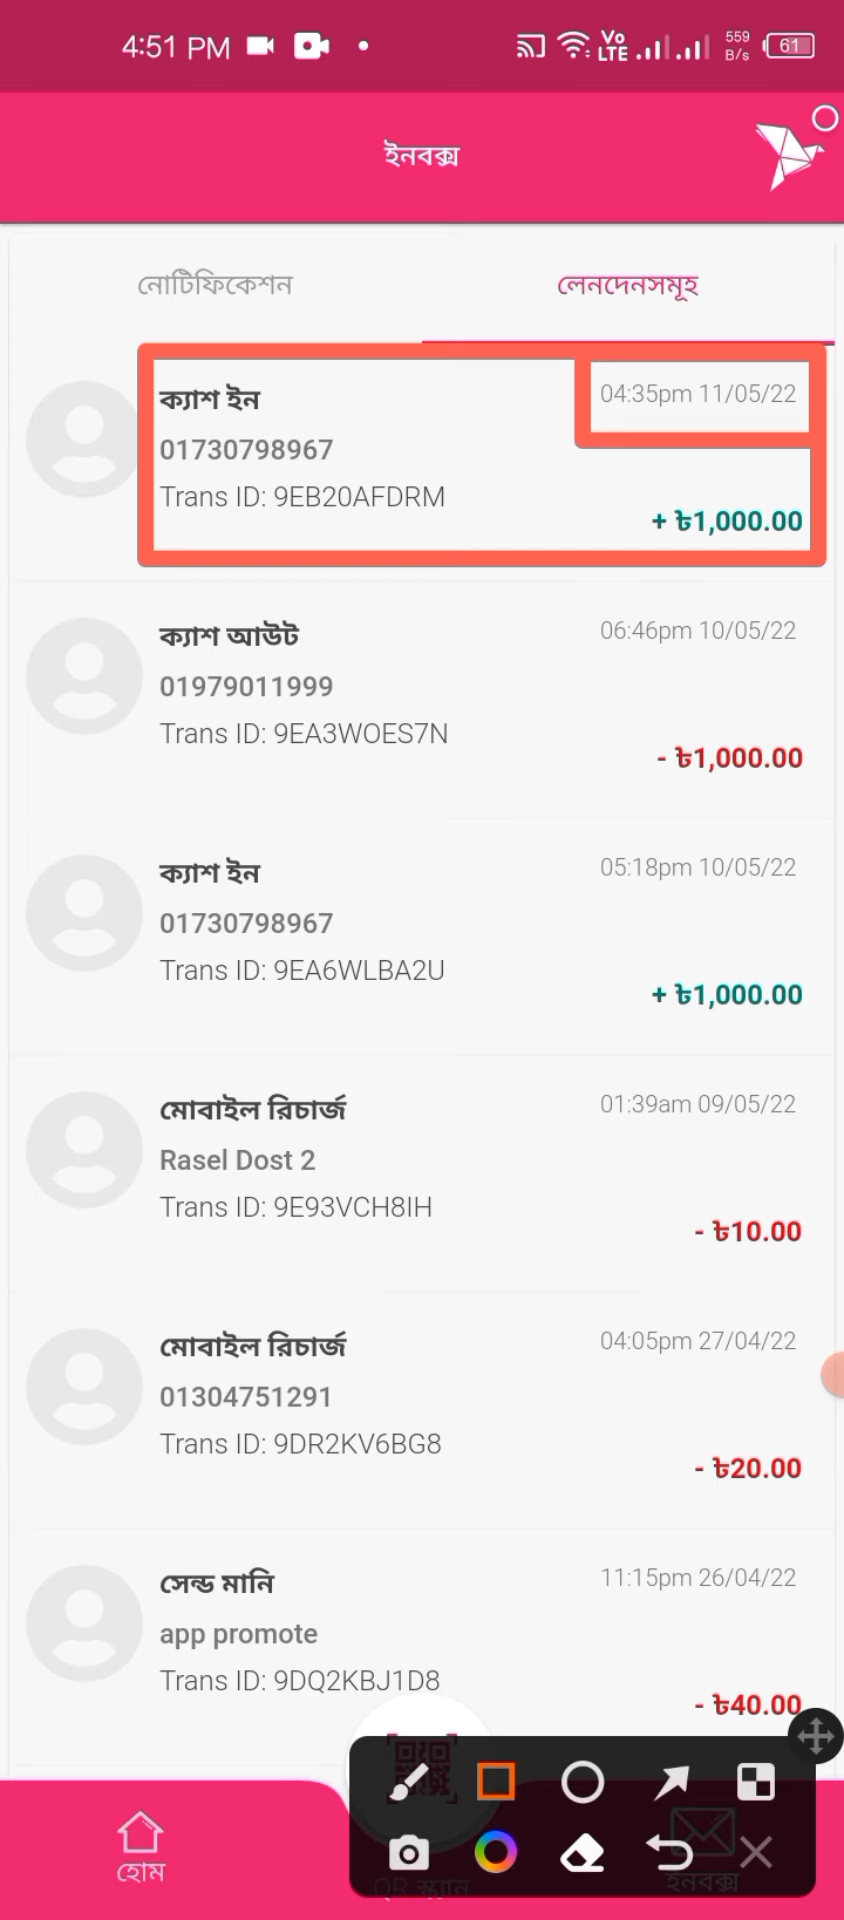 4:51 PM
Vo LTE
559 B/s
61
ইনবক্স
নোটিফিকেশন
লেনদেনসমূহ
ক্যাশ ইন
04:35pm 11/05/22
01730798967
Trans ID: 9EB20AFDRM
+ ৳1,000.00
ক্যাশ আউট
06:46pm 10/05/22
01979011999
Trans ID: 9EA3WOES7N
- ৳1,000.00
ক্যাশ ইন
05:18pm 10/05/22
01730798967
Trans ID: 9EA6WLBA2U
+ ৳1,000.00
মোবাইল রিচার্জ
01:39am 09/05/22
Rasel Dost 2
Trans ID: 9E93VCH8IH
- ৳10.00
মোবাইল রিচার্জ
04:05pm 27/04/22
01304751291
Trans ID: 9DR2KV6BG8
- ৳20.00
সেন্ড মানি
11:15pm 26/04/22
app promote
Trans ID: 9DQ2KBJ1D8
- ৳40.00
হোম
QR স্ক্যান
ইনবক্স